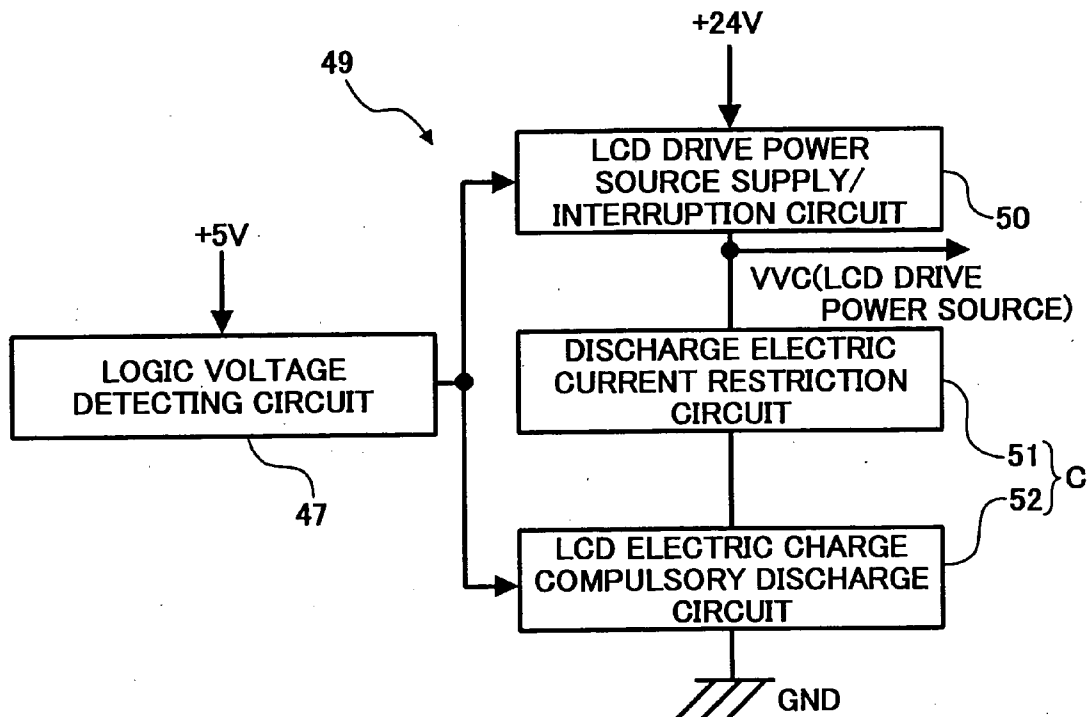 +24V
49
LCD DRIVE POWER
SOURCE SUPPLY/
INTERRUPTION CIRCUIT
50
+5V
VVC(LCD DRIVE
POWER SOURCE)
LOGIC VOLTAGE
DETECTING CIRCUIT
47
DISCHARGE ELECTRIC
CURRENT RESTRICTION
CIRCUIT
51
52
C
LCD ELECTRIC CHARGE
COMPULSORY DISCHARGE
CIRCUIT
GND